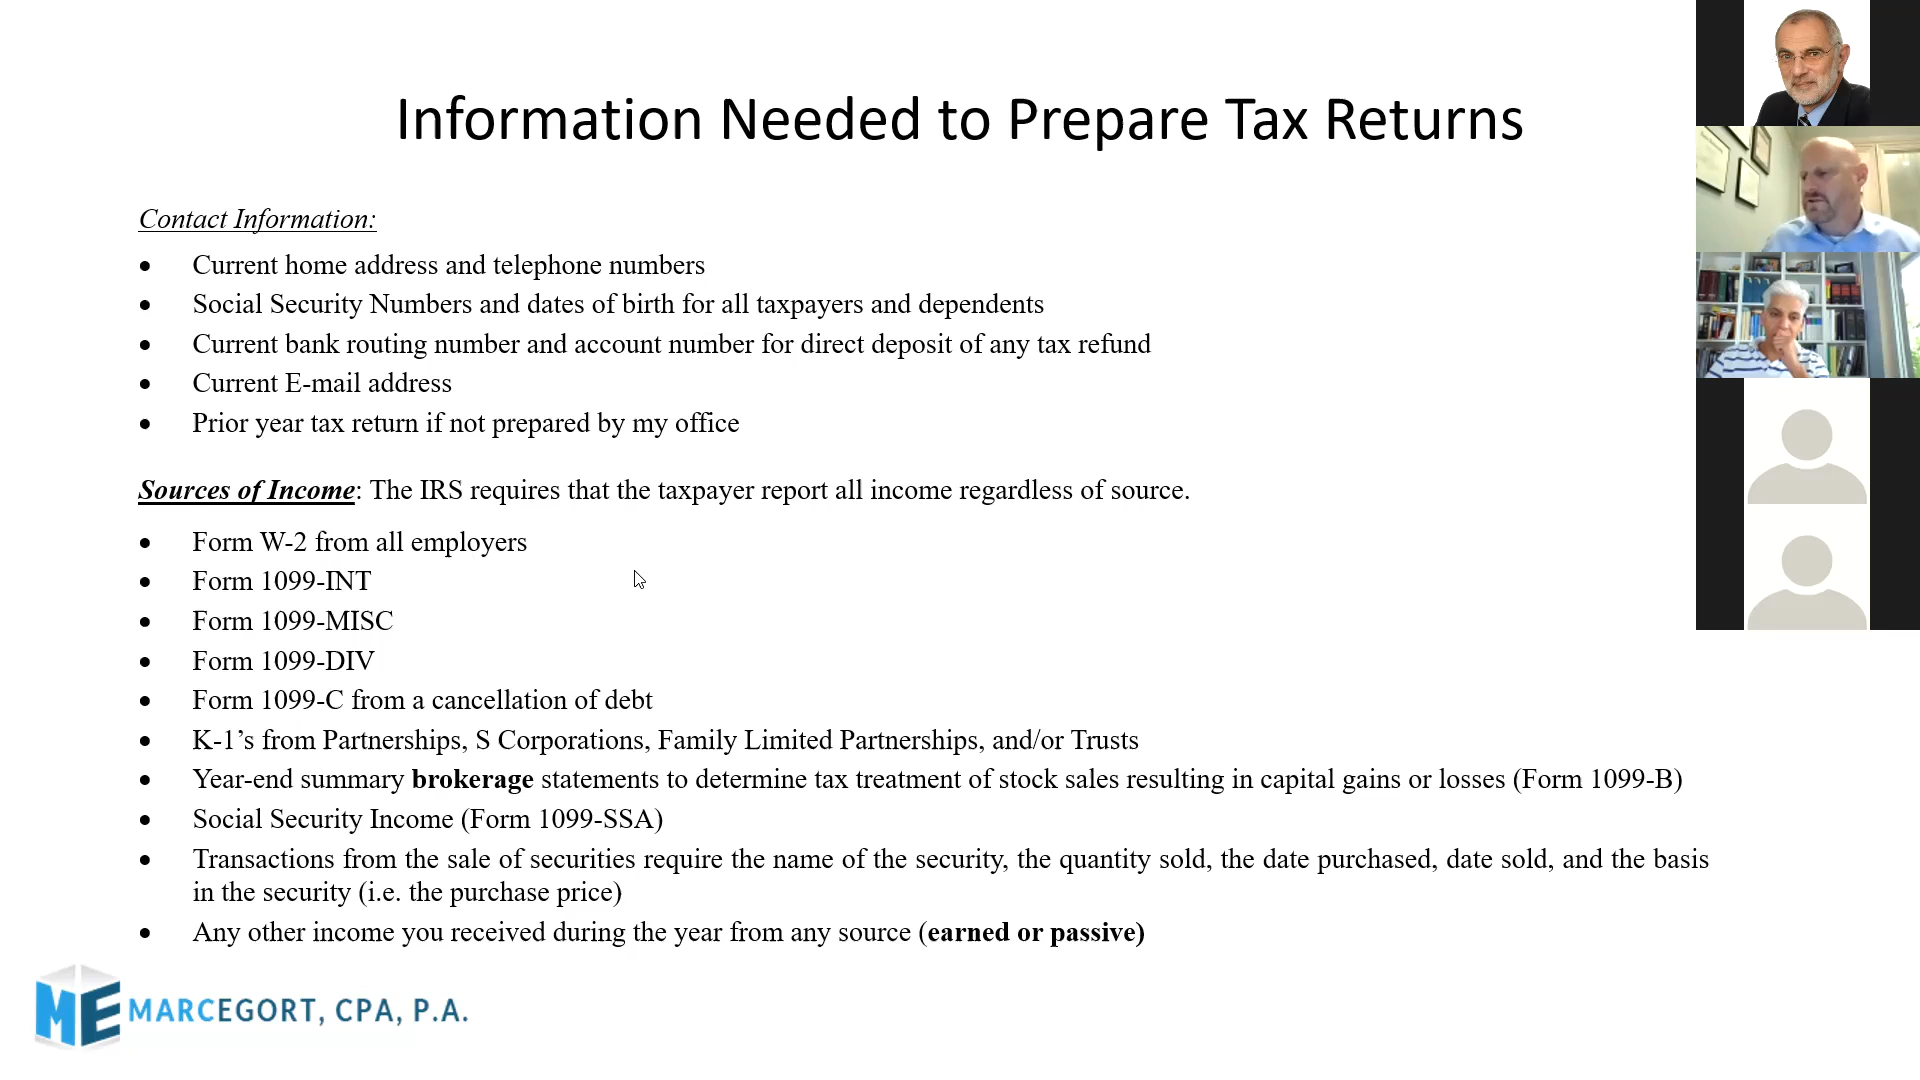 Information Needed to Prepare Tax Returns
Contact Information:
• Current home address and telephone numbers
• Social Security Numbers and dates of birth for all taxpayers and dependents
• Current bank routing number and account number for direct deposit of any tax refund
• Current E-mail address
• Prior year tax return if not prepared by my office
Sources of Income: The IRS requires that the taxpayer report all income regardless of source.
• Form W-2 from all employers
• Form 1099-INT
• Form 1099-MISC
• Form 1099-DIV
• Form 1099-C from a cancellation of debt
• K-1’s from Partnerships, S Corporations, Family Limited Partnerships, and/or Trusts
• Year-end summary brokerage statements to determine tax treatment of stock sales resulting in capital gains or losses (Form 1099-B)
• Social Security Income (Form 1099-SSA)
• Transactions from the sale of securities require the name of the security, the quantity sold, the date purchased, date sold, and the basis
in the security (i.e. the purchase price)
• Any other income you received during the year from any source (earned or passive)
ME MARCEGORT, CPA, P.A.